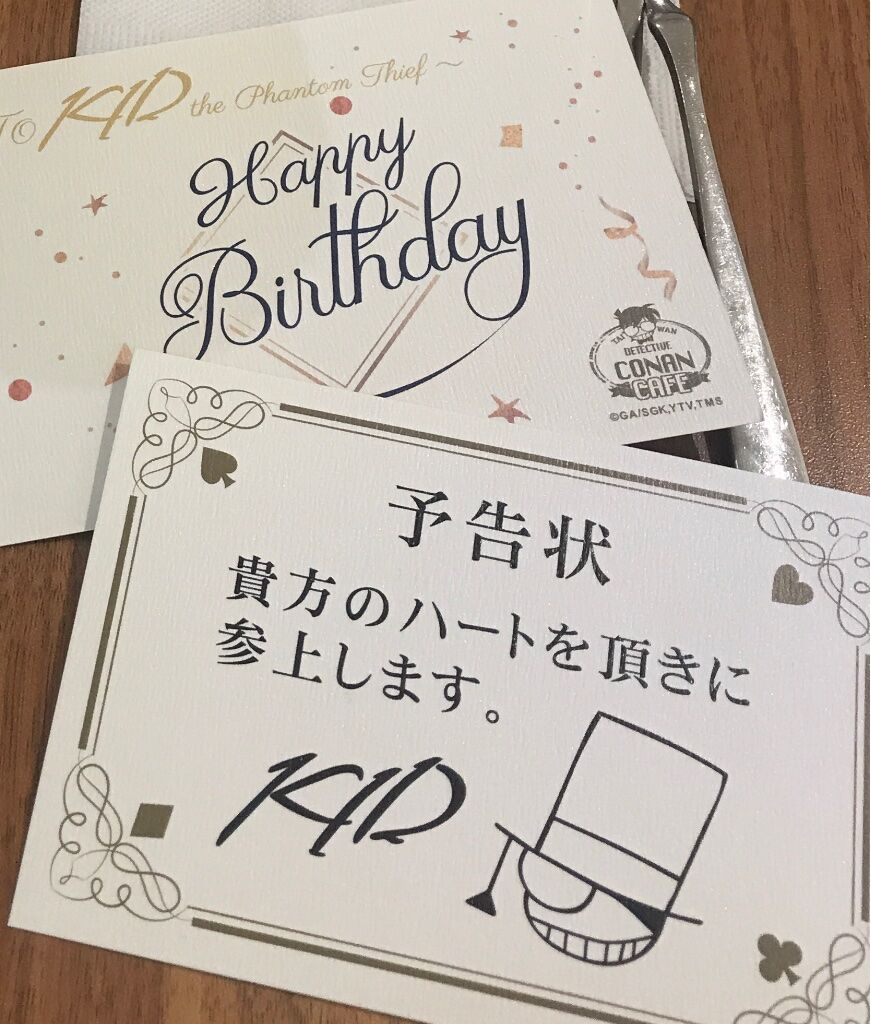 TO KID the Phantom Thief～
Happy
Birthday
TAIWAN
DETECTIVE
CONAN
CAFE
©GA/SGK,YTV,TMS
予告状
貴方のハートを頂きに
参上します。
KID